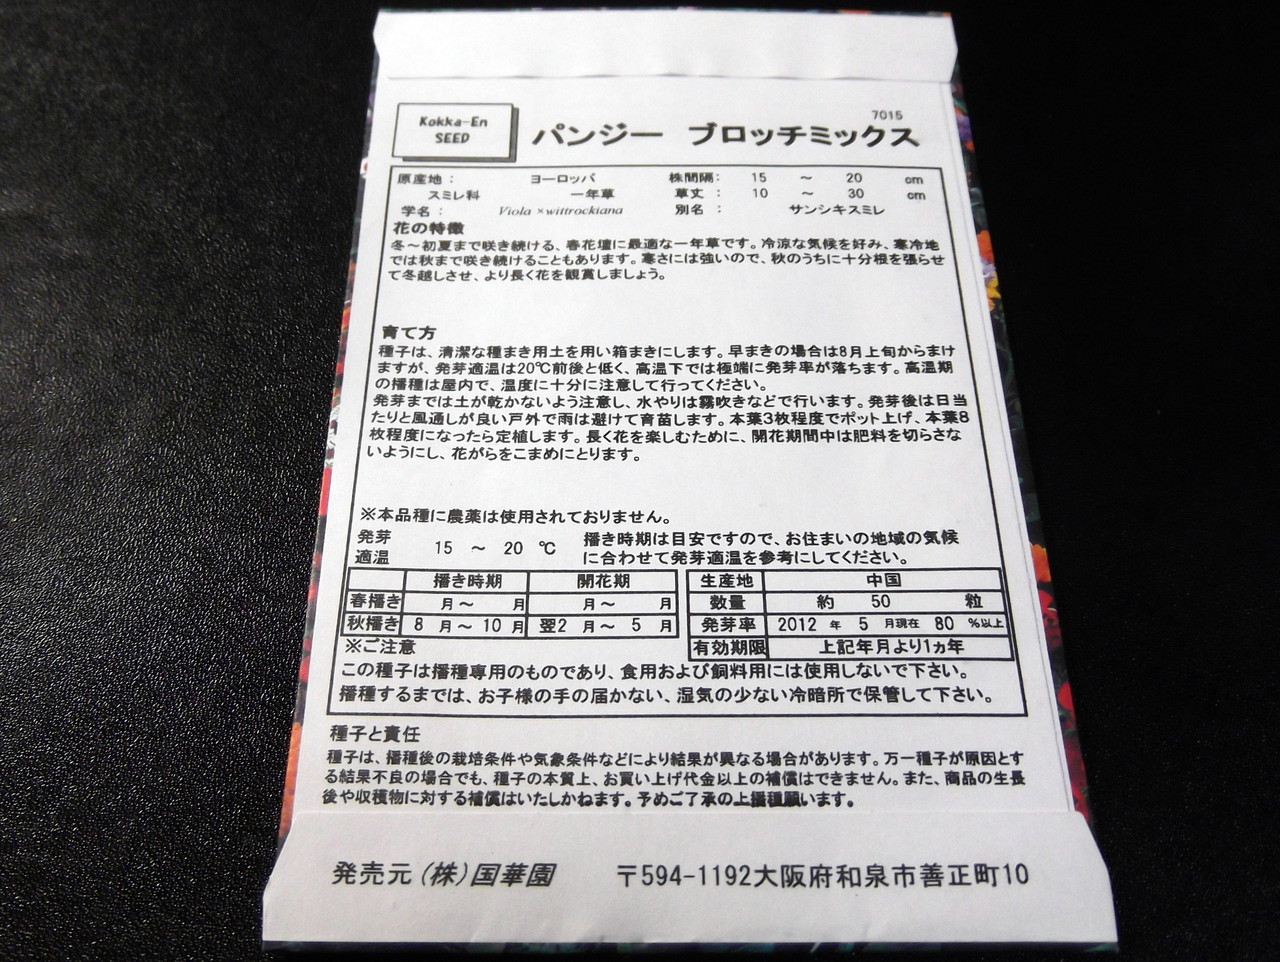 Kokka-En
SEED
7015
パンジー ブロッチミックス
原産地： ヨーロッパ 株間隔： 15 ～ 20 cm
スミレ科 一年草 草丈： 10 ～ 30 cm
学名： Viola ×wittrockiana 別名： サンシキスミレ
花の特徴
冬～初夏まで咲き続ける、春花壇に最適な一年草です。冷涼な気候を好み、寒冷地
では秋まで咲き続けることもあります。寒さには強いので、秋のうちに十分根を張らせ
て冬越しさせ、より長く花を観賞しましょう。
育て方
種子は、清潔な種まき用土を用い箱まきにします。早まきの場合は8月上旬からまけ
ますが、発芽適温は20℃前後と低く、高温下では極端に発芽率が落ちます。高温期
の播種は屋内で、温度に十分に注意して行ってください。
発芽までは土が乾かないよう注意し、水やりは霧吹きなどで行います。発芽後は日当
たりと風通しが良い戸外で雨は避けて育苗します。本葉3枚程度でポット上げ、本葉8
枚程度になったら定植します。長く花を楽しむために、開花期間中は肥料を切らさな
いようにし、花がらをこまめにとります。
※本品種に農薬は使用されておりません。
発芽
適温
15 ～ 20 ℃
播き時期は目安ですので、お住まいの地域の気候
に合わせて発芽適温を参考にしてください。
播き時期 開花期
春播き 月～ 月 月～ 月
秋播き 8 月～ 10 月 翌2 月～ 5 月
生産地 中国
数量 約 50 粒
発芽率 2012 年 5 月現在 80 %以上
有効期限 上記年月より1ヵ年
※ご注意
この種子は播種専用のものであり、食用および飼料用には使用しないで下さい。
播種するまでは、お子様の手の届かない、湿気の少ない冷暗所で保管して下さい。
種子と責任
種子は、播種後の栽培条件や気象条件などにより結果が異なる場合があります。万一種子が原因とす
る結果不良の場合でも、種子の本質上、お買い上げ代金以上の補償はできません。また、商品の生長
後や収穫物に対する補償はいたしかねます。予めご了承の上播種願います。
発売元 (株)国華園 〒594-1192大阪府和泉市善正町10